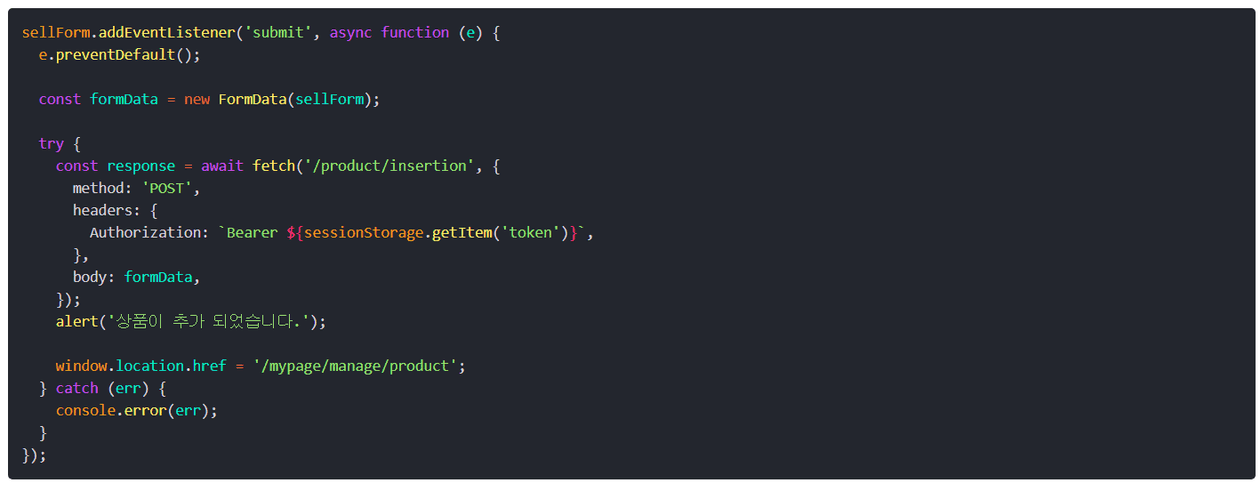 sellForm.addEventListener('submit', async function (e) {
  e.preventDefault();
  const formData = new FormData(sellForm);
  try {
    const response = await fetch('/product/insertion', {
      method: 'POST',
      headers: {
        Authorization: `Bearer ${sessionStorage.getItem('token')}`,
      },
      body: formData,
    });
    alert('상품이 추가 되었습니다.');
    window.location.href = '/mypage/manage/product';
  } catch (err) {
    console.error(err);
  }
});